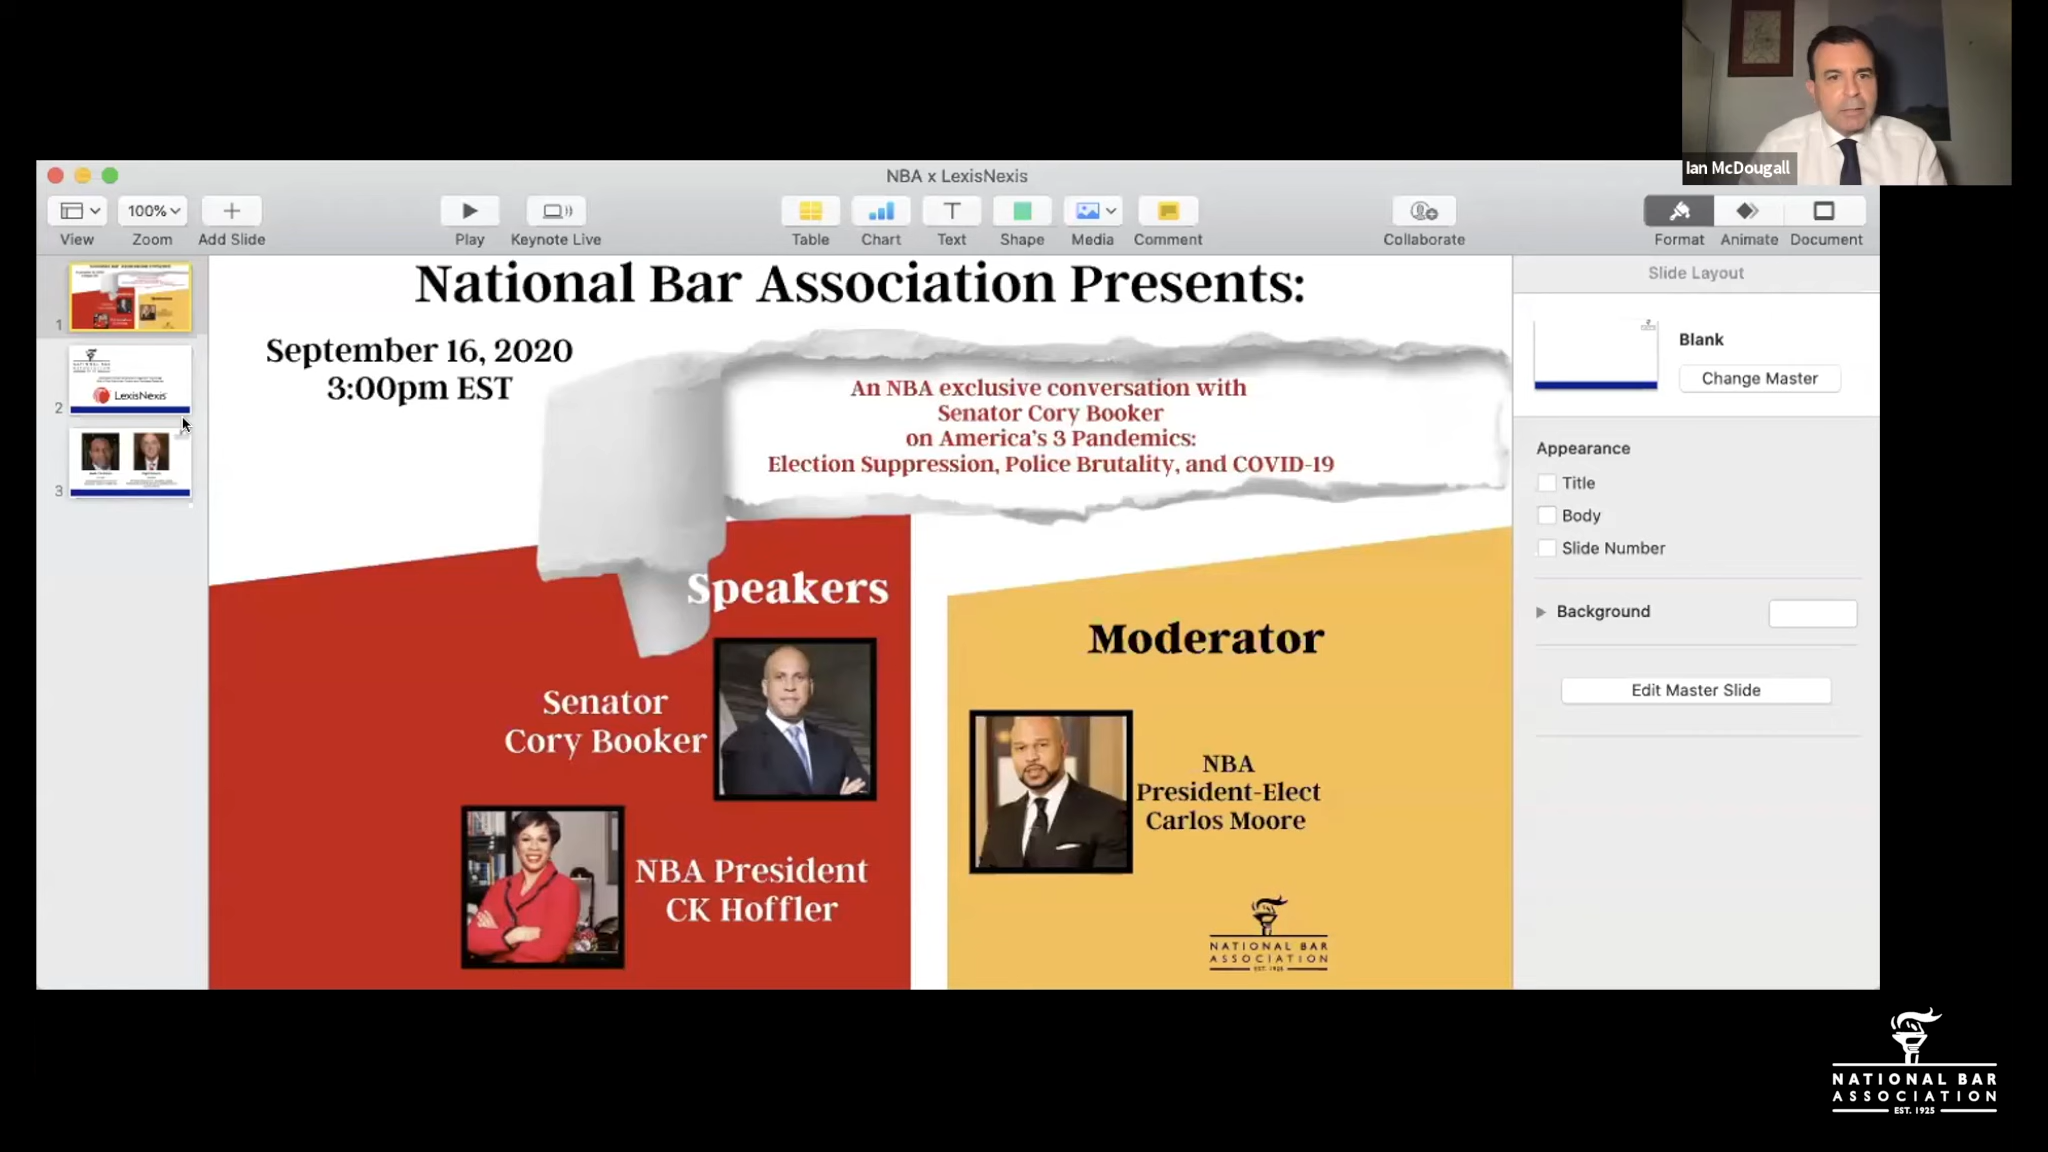 Ian McDougall
NBA x LexisNexis
View
100%
Zoom
Add Slide
Play
Keynote Live
Table
Chart
Text
Shape
Media
Comment
Collaborate
Format
Animate
Document
1
2
LexisNexis
3
National Bar Association Presents:
September 16, 2020
3:00pm EST
An NBA exclusive conversation with
Senator Cory Booker
on America's 3 Pandemics:
Election Suppression, Police Brutality, and COVID-19
Speakers
Senator
Cory Booker
NBA President
CK Hoffler
Moderator
NBA
President-Elect
Carlos Moore
NATIONAL BAR
ASSOCIATION
EST. 1925
Slide Layout
Blank
Change Master
Appearance
Title
Body
Slide Number
Background
Edit Master Slide
NATIONAL BAR
ASSOCIATION
EST. 1925